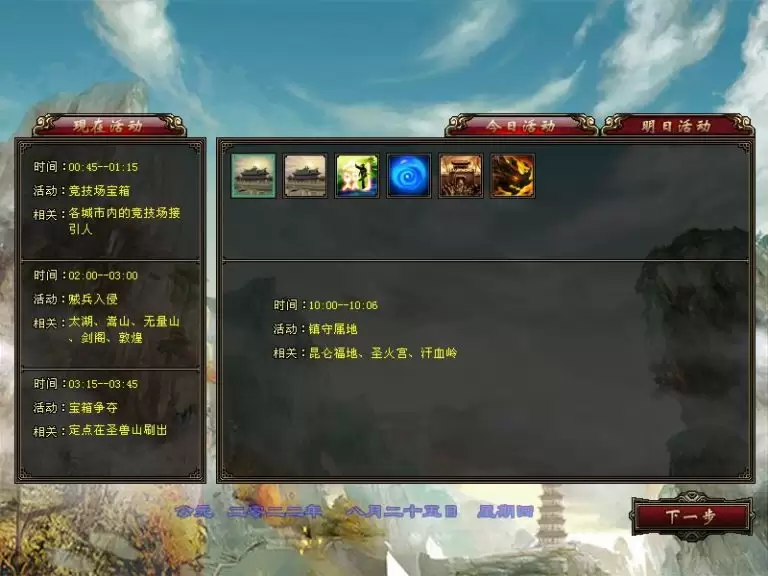 现在活动
今日活动
明日活动
时间：00:45--01:15
活动：竞技场宝箱
相关：各城市内的竞技场接
引人
时间：02:00--03:00
活动：贼兵入侵
相关：太湖、嵩山、无量山
、剑阁、敦煌
时间：03:15--03:45
活动：宝箱争夺
相关：定点在圣兽山刷出
时间：10:00--10:06
活动：镇守属地
相关：昆仑福地、圣火宫、汗血岭
公元 二零二二年 八月二十五日 星期四
下一步